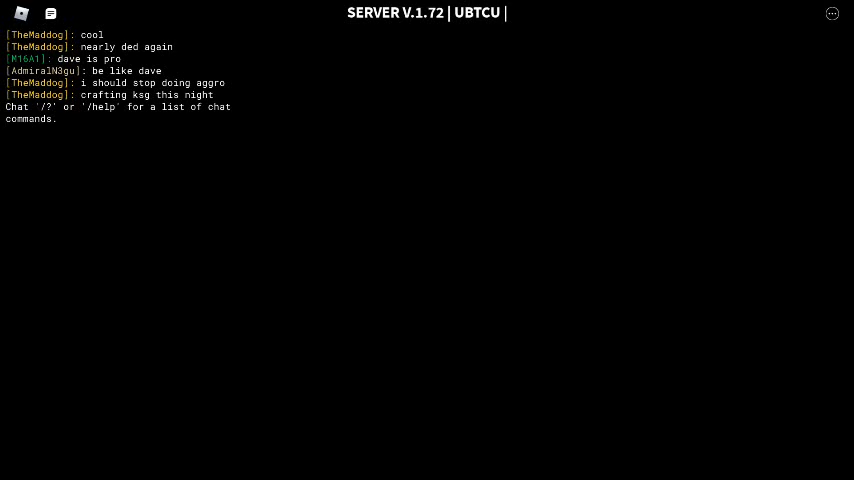 SERVER V.1.72 | UBTCU |
[TheMaddog]: cool
[TheMaddog]: nearly ded again
[M16A1]: dave is pro
[AdmiralN3gu]: be like dave
[TheMaddog]: i should stop doing aggro
[TheMaddog]: crafting ksg this night
Chat '/?' or '/help' for a list of chat
commands.